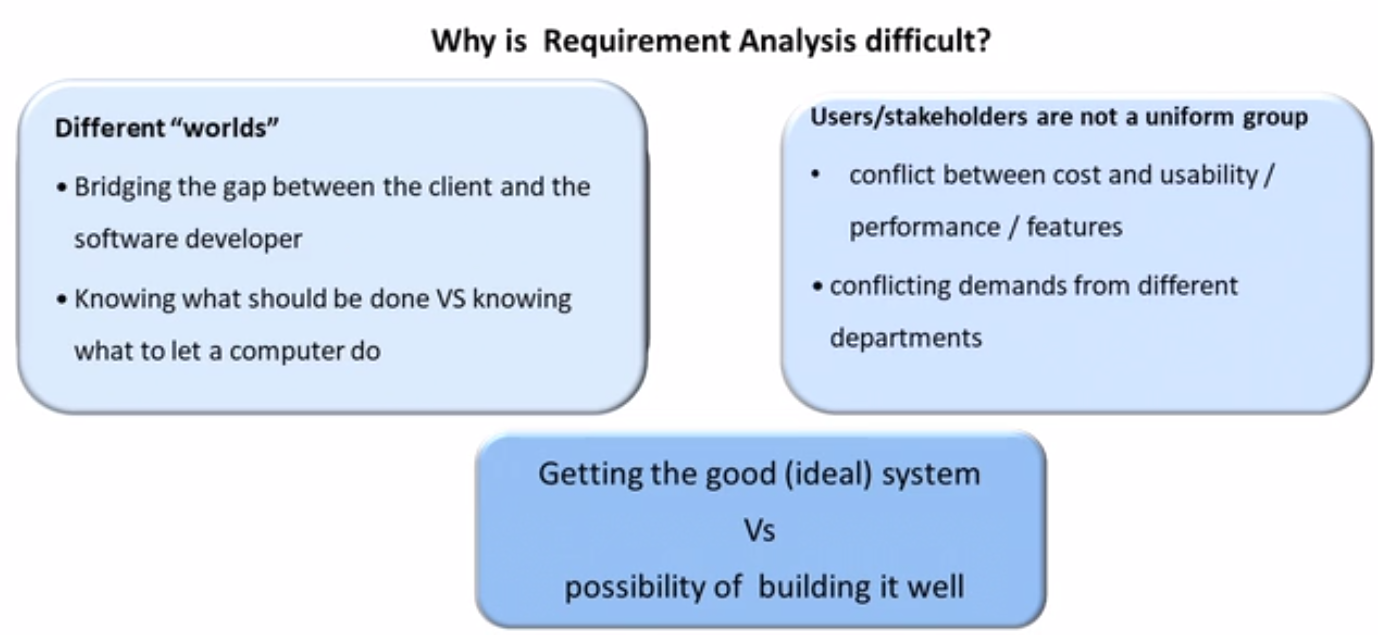 Why is Requirement Analysis difficult?
Different “worlds”
• Bridging the gap between the client and the
software developer
• Knowing what should be done VS knowing
what to let a computer do
Users/stakeholders are not a uniform group
• conflict between cost and usability /
performance / features
• conflicting demands from different
departments
Getting the good (ideal) system
Vs
possibility of building it well